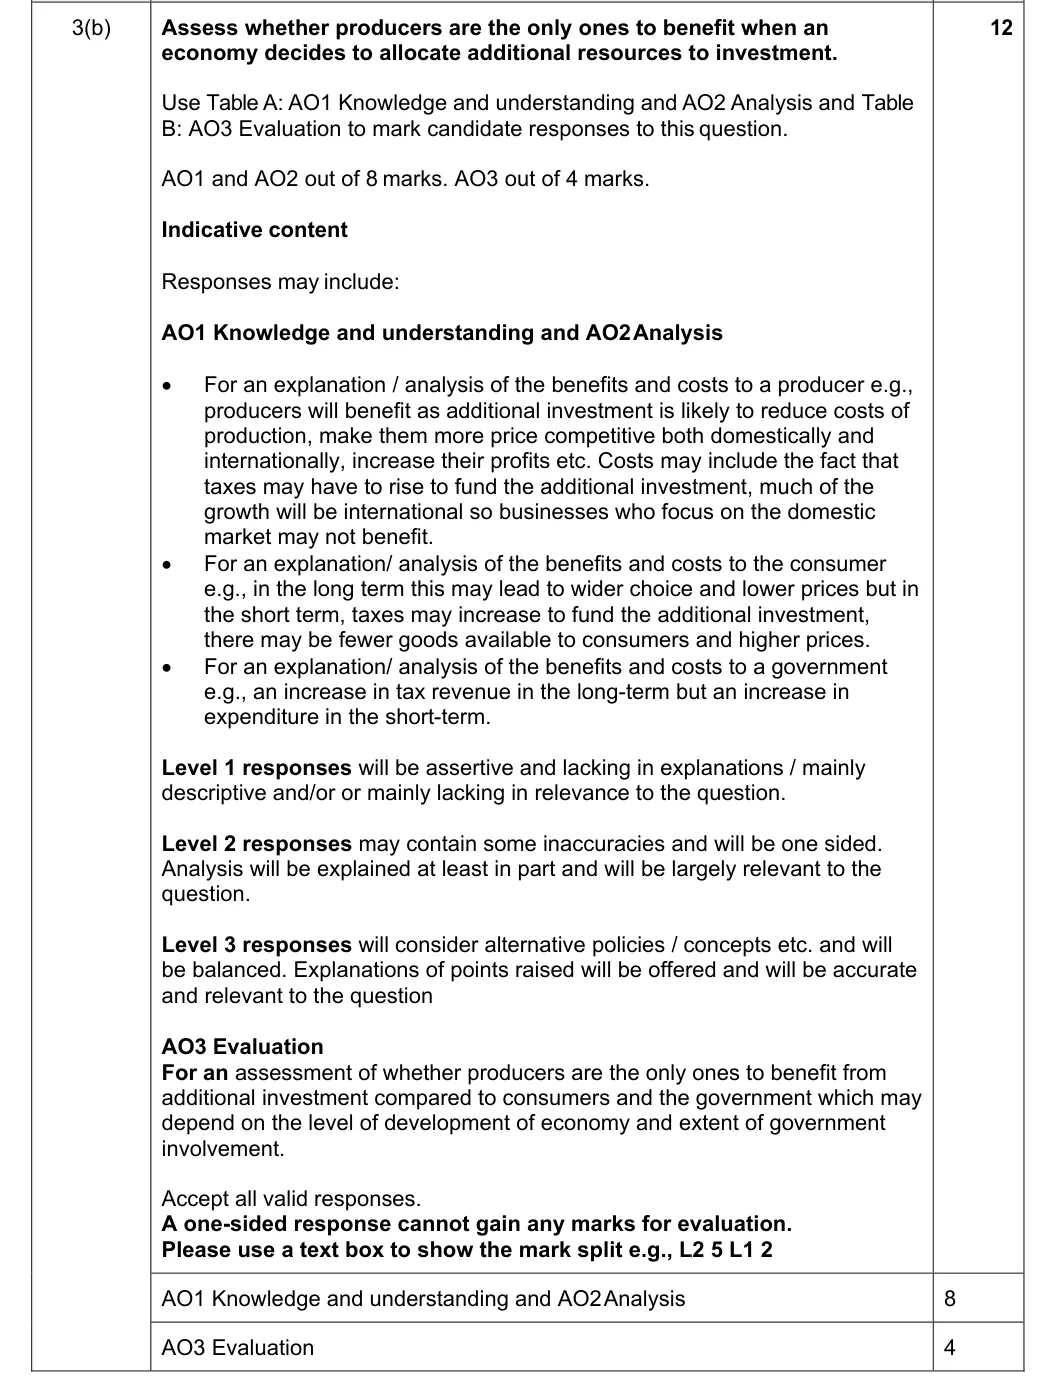 3(b)
Assess whether producers are the only ones to benefit when an
economy decides to allocate additional resources to investment.
12
Use Table A: AO1 Knowledge and understanding and AO2 Analysis and Table
B: AO3 Evaluation to mark candidate responses to this question.
AO1 and AO2 out of 8 marks. AO3 out of 4 marks.
Indicative content
Responses may include:
AO1 Knowledge and understanding and AO2 Analysis
• For an explanation / analysis of the benefits and costs to a producer e.g.,
producers will benefit as additional investment is likely to reduce costs of
production, make them more price competitive both domestically and
internationally, increase their profits etc. Costs may include the fact that
taxes may have to rise to fund the additional investment, much of the
growth will be international so businesses who focus on the domestic
market may not benefit.
• For an explanation/ analysis of the benefits and costs to the consumer
e.g., in the long term this may lead to wider choice and lower prices but in
the short term, taxes may increase to fund the additional investment,
there may be fewer goods available to consumers and higher prices.
• For an explanation/ analysis of the benefits and costs to a government
e.g., an increase in tax revenue in the long-term but an increase in
expenditure in the short-term.
Level 1 responses will be assertive and lacking in explanations / mainly
descriptive and/or or mainly lacking in relevance to the question.
Level 2 responses may contain some inaccuracies and will be one sided.
Analysis will be explained at least in part and will be largely relevant to the
question.
Level 3 responses will consider alternative policies / concepts etc. and will
be balanced. Explanations of points raised will be offered and will be accurate
and relevant to the question
AO3 Evaluation
For an assessment of whether producers are the only ones to benefit from
additional investment compared to consumers and the government which may
depend on the level of development of economy and extent of government
involvement.
Accept all valid responses.
A one-sided response cannot gain any marks for evaluation.
Please use a text box to show the mark split e.g., L2 5 L1 2
AO1 Knowledge and understanding and AO2 Analysis
8
AO3 Evaluation
4